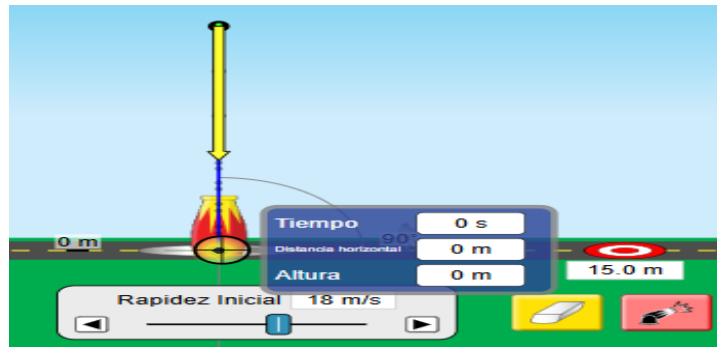 Tiempo 0 s
0 m Distancia horizontal 90° 0 m
Altura 0 m 15.0 m
Rapidez Inicial 18 m/s